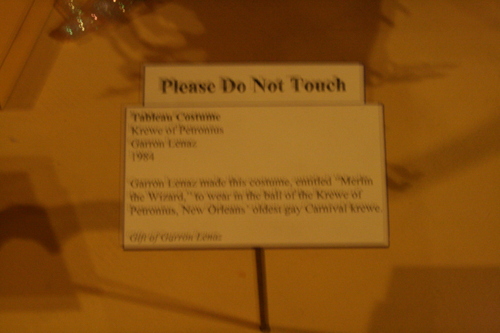 Please Do Not Touch
Tableau Costume
Krewe of Petronius
Garron Lenaz
1984
Garron Lenaz made this costume, entitled "Merlin
the Wizard," to wear in the ball of the Krewe of
Petronius, New Orleans' oldest gay Carnival krewe.
Gift of Garron Lenaz